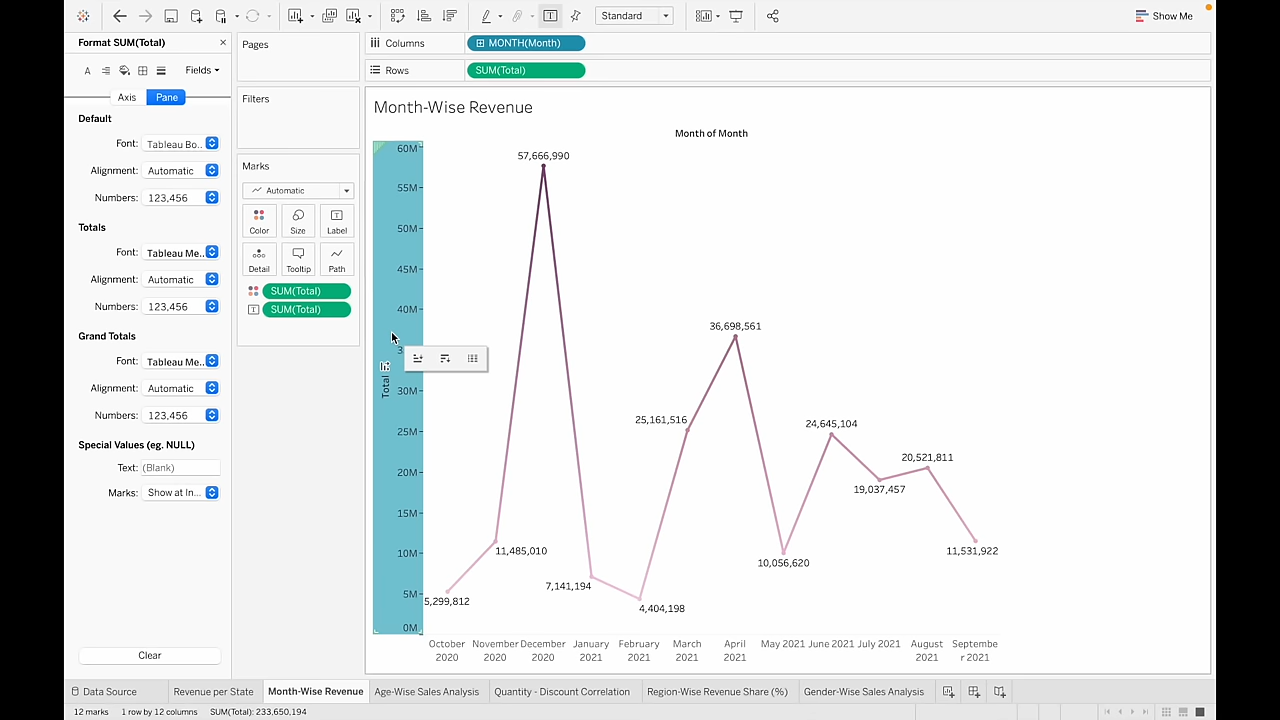 Standard
Show Me
Format SUM(Total)
Fields
Axis
Pane
Default
Font: Tableau Bo..
Alignment: Automatic
Numbers: 123,456
Totals
Font: Tableau Me..
Alignment: Automatic
Numbers: 123,456
Grand Totals
Font: Tableau Me..
Alignment: Automatic
Numbers: 123,456
Special Values (eg. NULL)
Text: (Blank)
Marks: Show at In...
Clear
Pages
Filters
Marks
Automatic
Color
Size
Label
Detail
Tooltip
Path
SUM(Total)
SUM(Total)
Columns
MONTH(Month)
Rows
SUM(Total)
Month-Wise Revenue
Month of Month
60M
55M
50M
45M
40M
30M
25M
20M
15M
10M
5M
0M
Total
57,666,990
36,698,561
25,161,516
24,645,104
20,521,811
19,037,457
11,485,010
11,531,922
10,056,620
7,141,194
5,299,812
4,404,198
October 2020
November 2020
December 2020
January 2021
February 2021
March 2021
April 2021
May 2021
June 2021
July 2021
August 2021
Septembe
r 2021
Data Source
Revenue per State
Month-Wise Revenue
Age-Wise Sales Analysis
Quantity - Discount Correlation
Region-Wise Revenue Share (%)
Gender-Wise Sales Analysis
12 marks
1 row by 12 columns
SUM(Total): 233,650,194